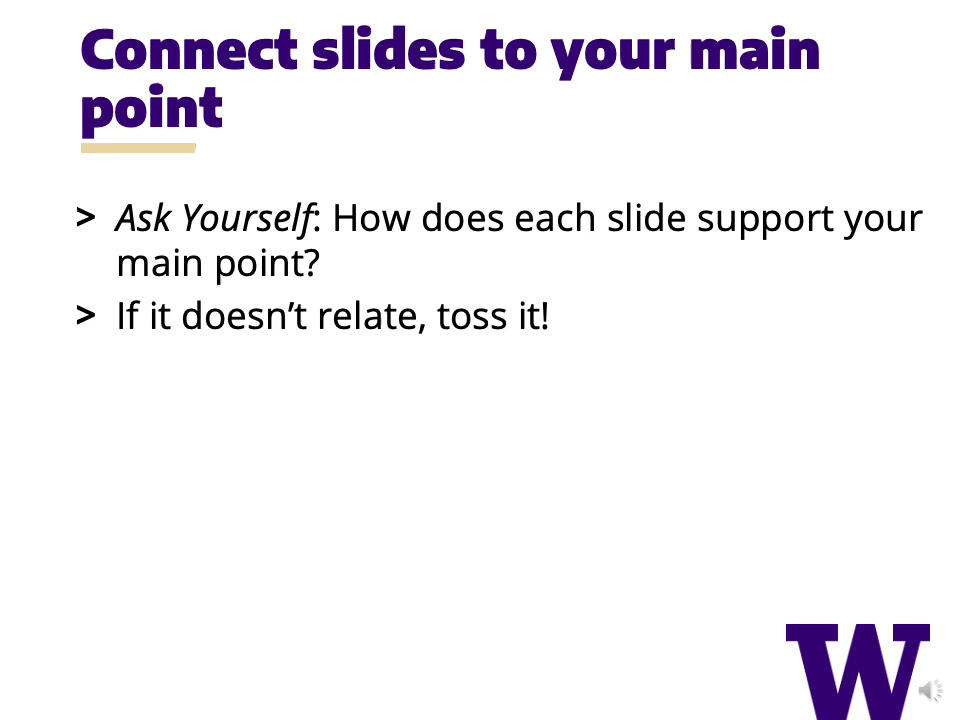 Connect slides to your main
point
> Ask Yourself: How does each slide support your
main point?
> If it doesn’t relate, toss it!
W